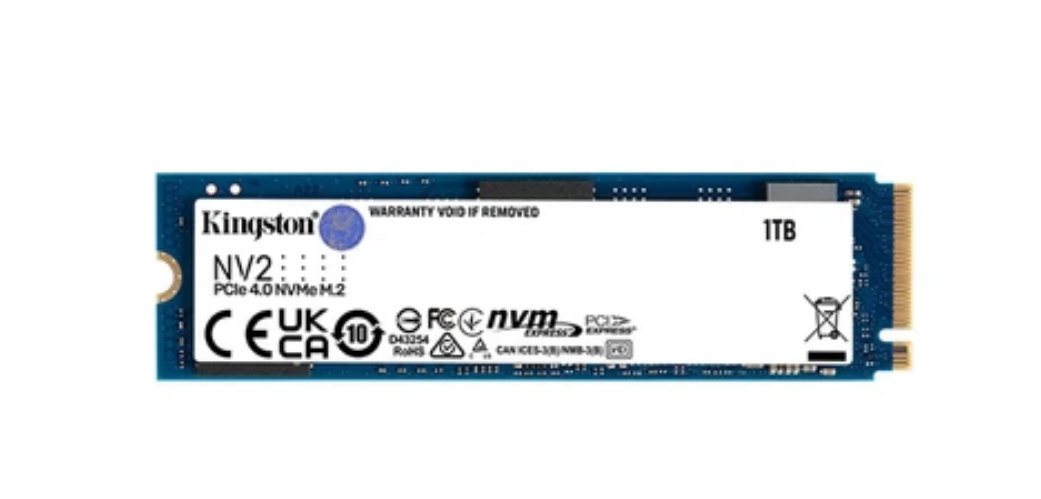 Kingston®
WARRANTY VOID IF REMOVED
1TB
NV2
PCIe 4.0 NVMe M.2
CE
UK
CA
10
FC
nvm
EXPRESS
PCI
EXPRESS®
D43254
RoHS
CAN ICES-3(B)/NMB-3(B)